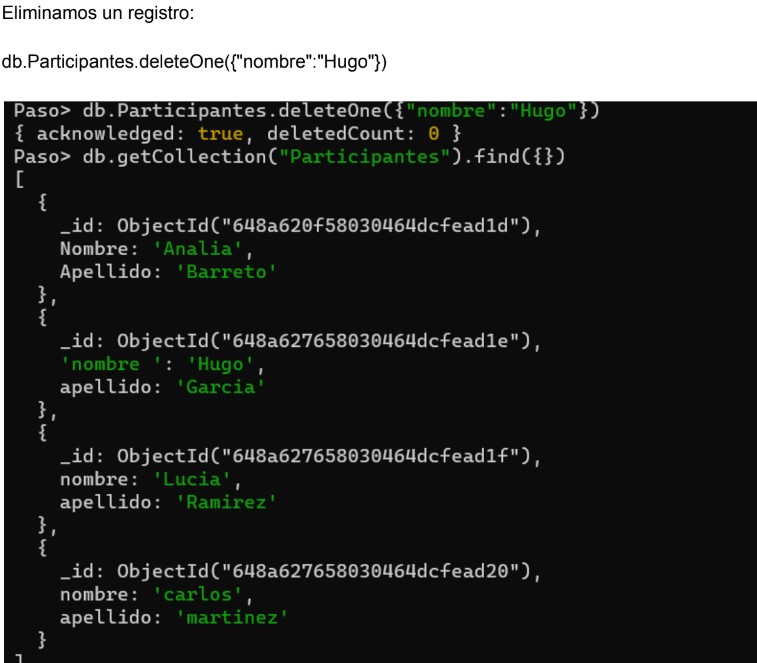 Eliminamos un registro:
db.Participantes.deleteOne({"nombre":"Hugo"})
Paso> db.Participantes.deleteOne({"nombre":"Hugo"})
{ acknowledged: true, deletedCount: 0 }
Paso> db.getCollection("Participantes").find({})
[
  {
    _id: ObjectId("648a620f58030464dcfead1d"),
    Nombre: 'Analia',
    Apellido: 'Barreto'
  },
  {
    _id: ObjectId("648a627658030464dcfead1e"),
    'nombre ': 'Hugo',
    apellido: 'Garcia'
  },
  {
    _id: ObjectId("648a627658030464dcfead1f"),
    nombre: 'Lucia',
    apellido: 'Ramirez'
  },
  {
    _id: ObjectId("648a627658030464dcfead20"),
    nombre: 'carlos',
    apellido: 'martinez'
  }
]